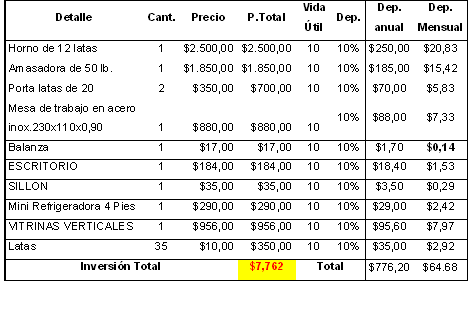 Detalle Cant. Precio P.Total Vida Útil Dep. Dep. anual Dep. Mensual
Horno de 12 latas 1 $2.500,00 $2.500,00 10 10% $250,00 $20,83
Amasadora de 50 lb. 1 $1.850,00 $1.850,00 10 10% $185,00 $15,42
Porta latas de 20 2 $350,00 $700,00 10 10% $70,00 $5,83
Mesa de trabajo en acero
inox.230x110x0,90 1 $880,00 $880,00 10 10% $88,00 $7,33
Balanza 1 $17,00 $17,00 10 10% $1,70 $0,14
ESCRITORIO 1 $184,00 $184,00 10 10% $18,40 $1,53
SILLON 1 $35,00 $35,00 10 10% $3,50 $0,29
Mini Refrigeradora 4 Pies 1 $290,00 $290,00 10 10% $29,00 $2,42
VITRINAS VERTICALES 1 $956,00 $956,00 10 10% $95,60 $7,97
Latas 35 $10,00 $350,00 10 10% $35,00 $2,92
Inversión Total $7,762 Total $776,20 $64.68